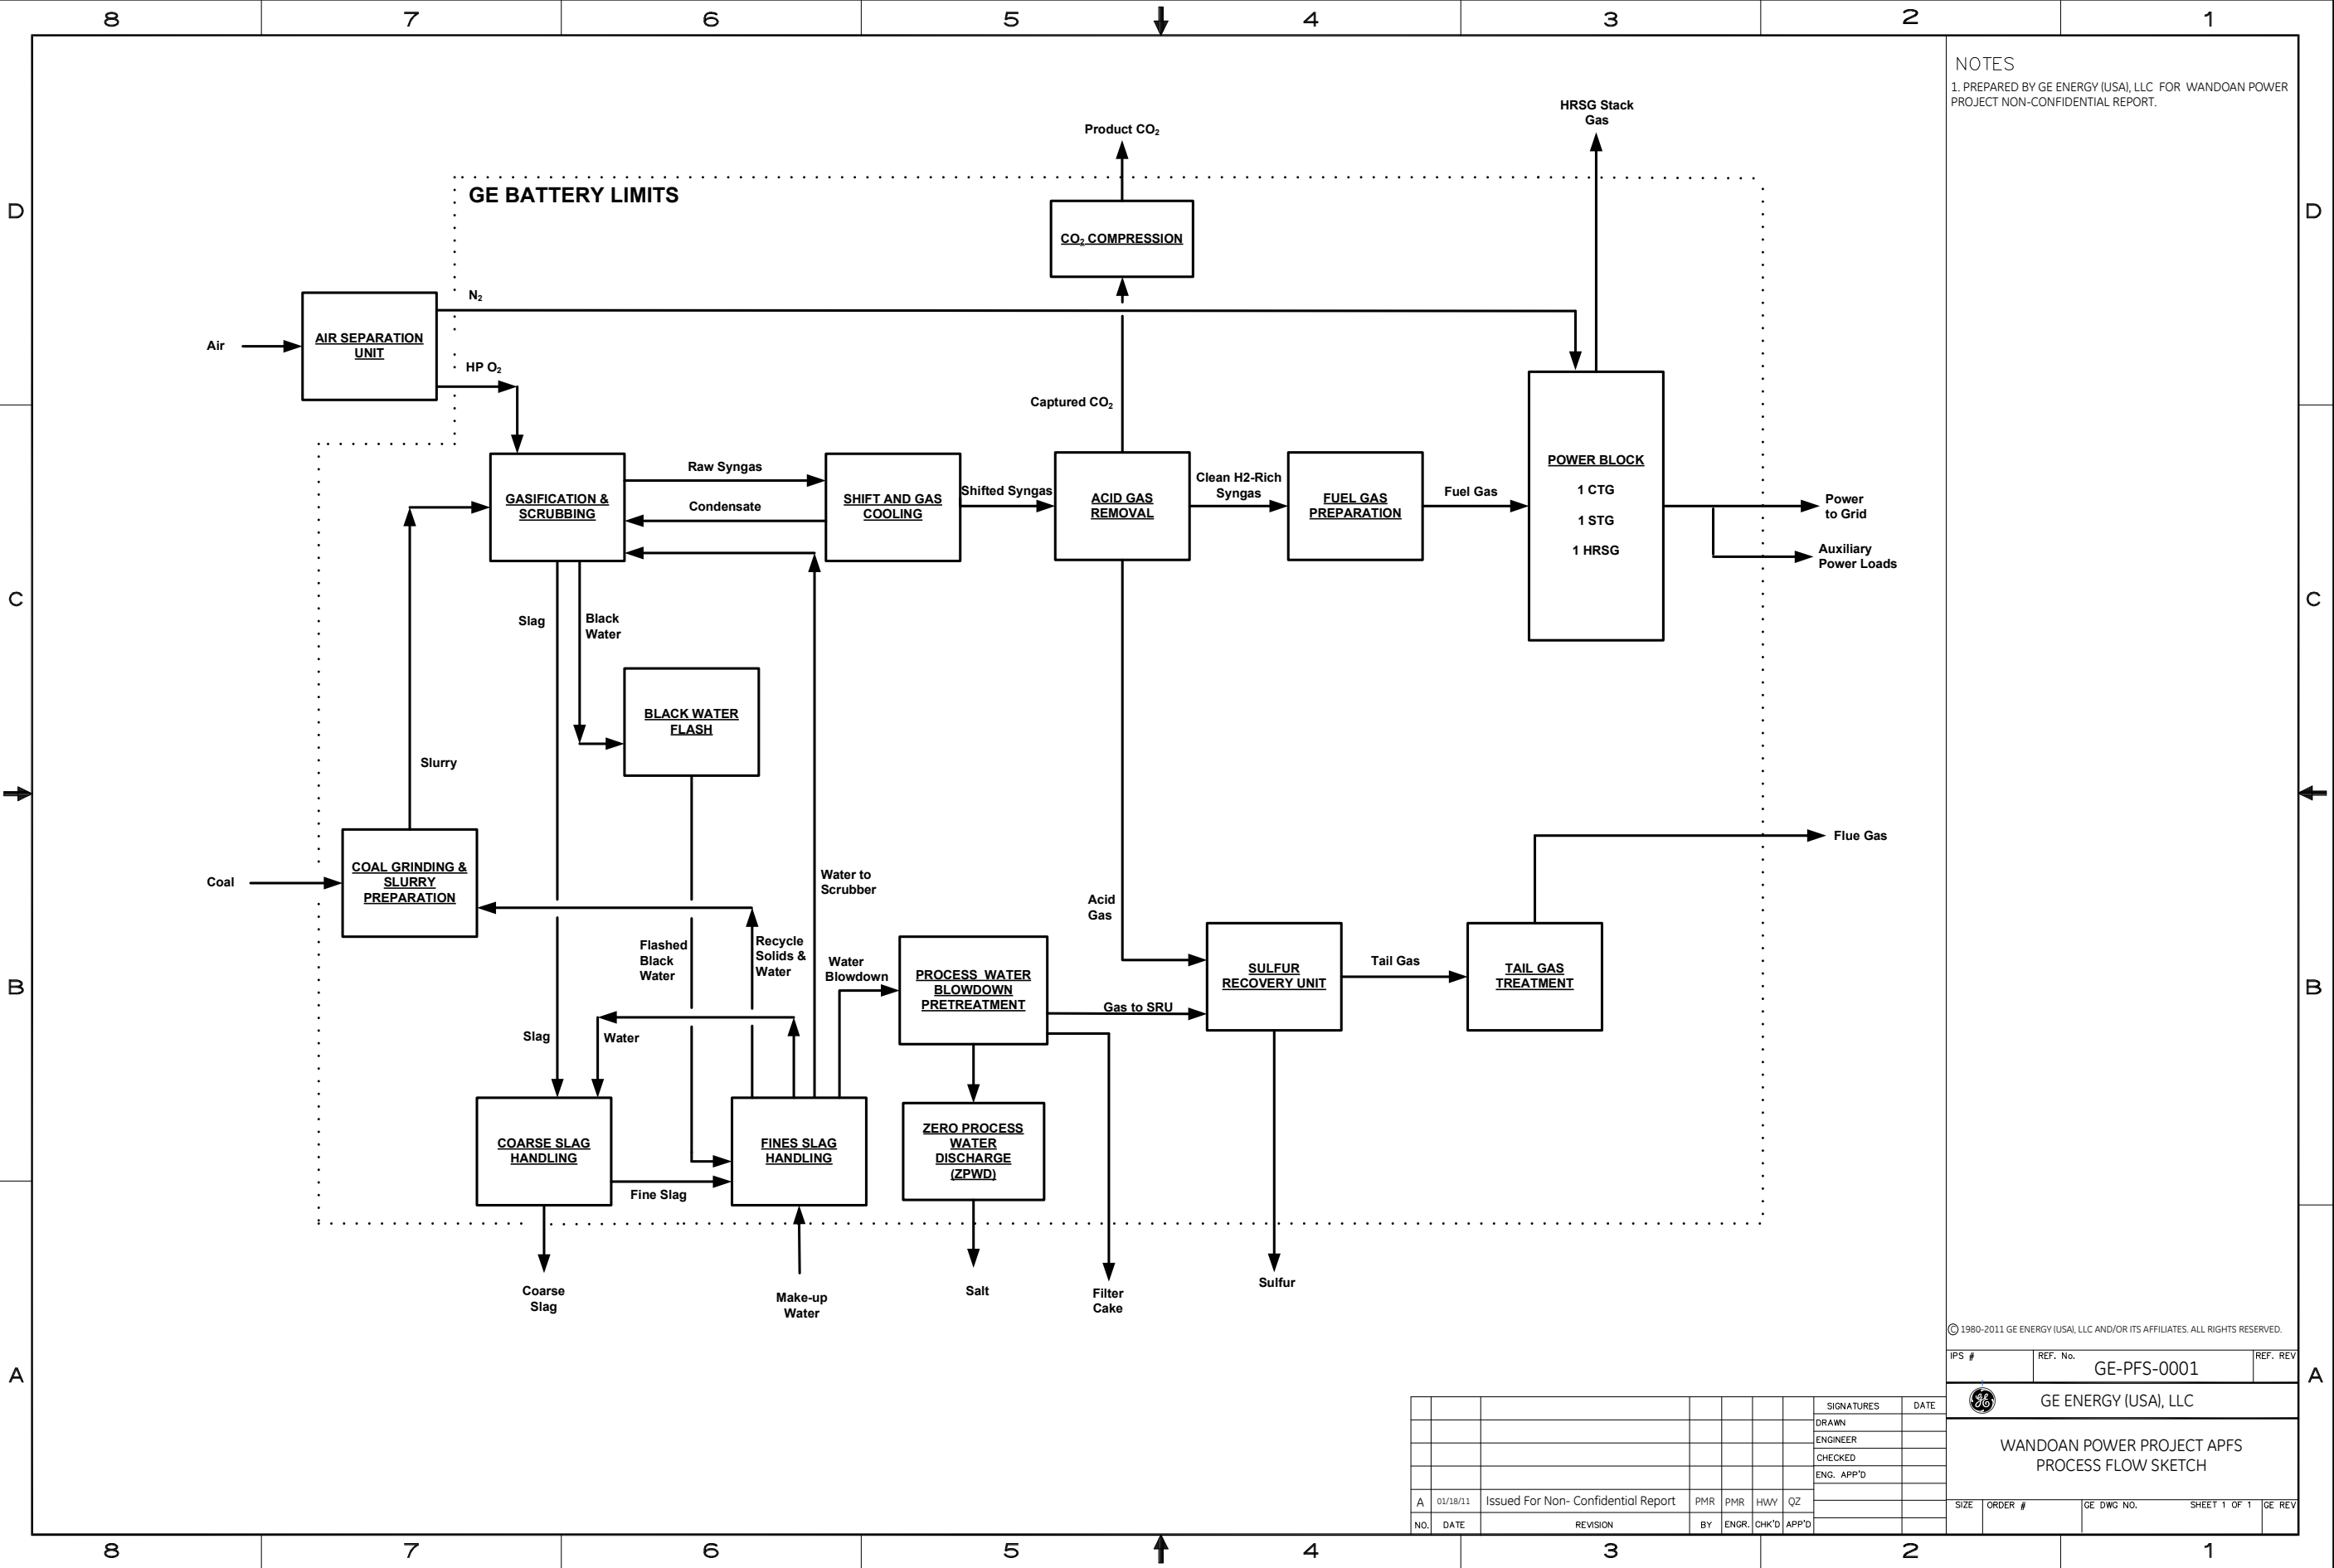 8 7 6 5 4 3 2 1
NOTES
1. PREPARED BY GE ENERGY (USA), LLC FOR WANDOAN POWER
PROJECT NON-CONFIDENTIAL REPORT.
HRSG Stack
Gas
Product CO₂
GE BATTERY LIMITS
D
D
CO₂ COMPRESSION
N₂
Air
AIR SEPARATION
UNIT
HP O₂
Captured CO₂
Raw Syngas
Condensate
GASIFICATION &
SCRUBBING
SHIFT AND GAS
COOLING
Shifted Syngas
ACID GAS
REMOVAL
Clean H2-Rich
Syngas
FUEL GAS
PREPARATION
Fuel Gas
POWER BLOCK
1 CTG
1 STG
1 HRSG
Power
to Grid
Auxiliary
Power Loads
C
C
Slag
Black
Water
BLACK WATER
FLASH
Slurry
Coal
COAL GRINDING &
SLURRY
PREPARATION
Water to
Scrubber
Flue Gas
Acid
Gas
Flashed
Black
Water
Recycle
Solids &
Water
Water
Blowdown
PROCESS WATER
BLOWDOWN
PRETREATMENT
Gas to SRU
SULFUR
RECOVERY UNIT
Tail Gas
TAIL GAS
TREATMENT
B
B
Slag
Water
COARSE SLAG
HANDLING
Fine Slag
FINES SLAG
HANDLING
ZERO PROCESS
WATER
DISCHARGE
(ZPWD)
Coarse
Slag
Make-up
Water
Salt
Filter
Cake
Sulfur
A
A
© 1980-2011 GE ENERGY (USA), LLC AND/OR ITS AFFILIATES. ALL RIGHTS RESERVED.
IPS # REF. No. GE-PFS-0001 REF. REV
GE GE ENERGY (USA), LLC
WANDOAN POWER PROJECT APFS
PROCESS FLOW SKETCH
SIZE ORDER # GE DWG NO. SHEET 1 OF 1 GE REV
SIGNATURES DATE
DRAWN
ENGINEER
CHECKED
ENG. APP'D
A 01/18/11 Issued For Non- Confidential Report PMR PMR HWY QZ
NO. DATE REVISION BY ENGR. CHK'D APP'D
8 7 6 5 4 3 2 1